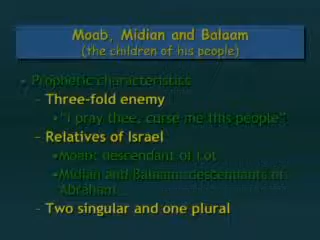 Moab, Midian and Balaam
(the children of his people)
• Prophetic characteristics
– Three-fold enemy
•"I pray thee, curse me this people"
– Relatives of Israel
•Moab: descendant of Lot
•Midian and Balaam: descendants of
Abraham
– Two singular and one plural